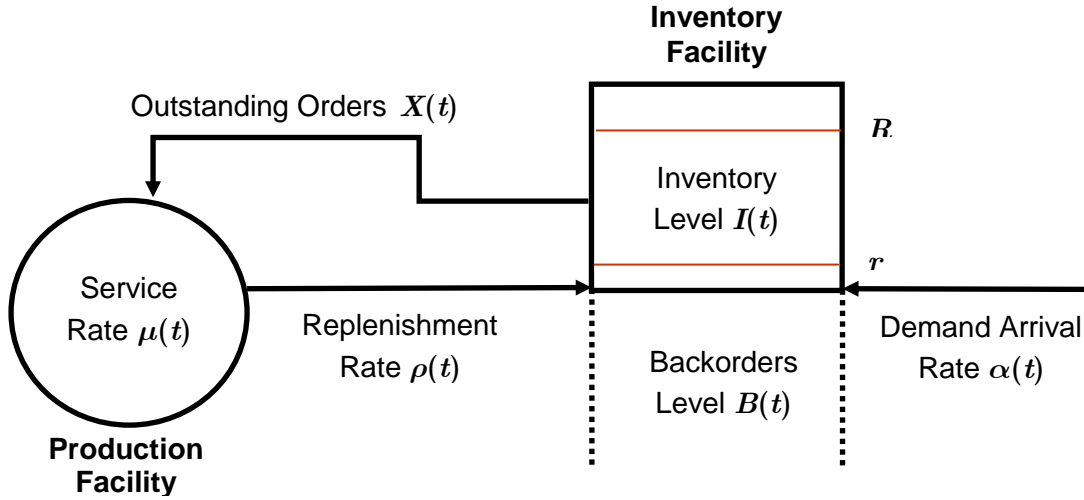 Inventory
Facility
Outstanding Orders X(t)
R
Inventory
Level I(t)
r
Service
Rate μ(t)
Replenishment
Rate ρ(t)
Demand Arrival
Rate α(t)
Backorders
Level B(t)
Production
Facility